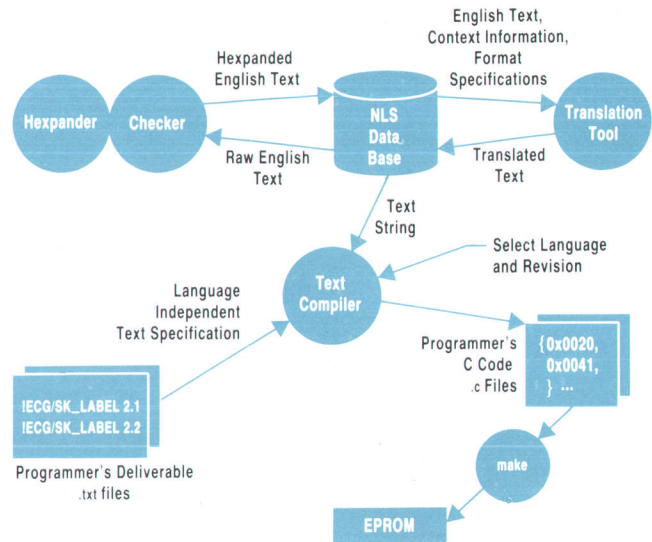 English Text,
Context Information,
Format
Specifications
Hexpanded
English Text
Hexpander
Checker
NLS
Data
Base
Translation
Tool
Raw English
Text
Translated
Text
Text
String
Select Language
and Revision
Text
Compiler
Language
Independent
Text Specification
Programmer's
C Code
.c Files
{0x0020,
0x0041,
} ...
!ECG/SK_LABEL 2.1
!ECG/SK_LABEL 2.2
Programmer's Deliverable
.txt files
make
EPROM